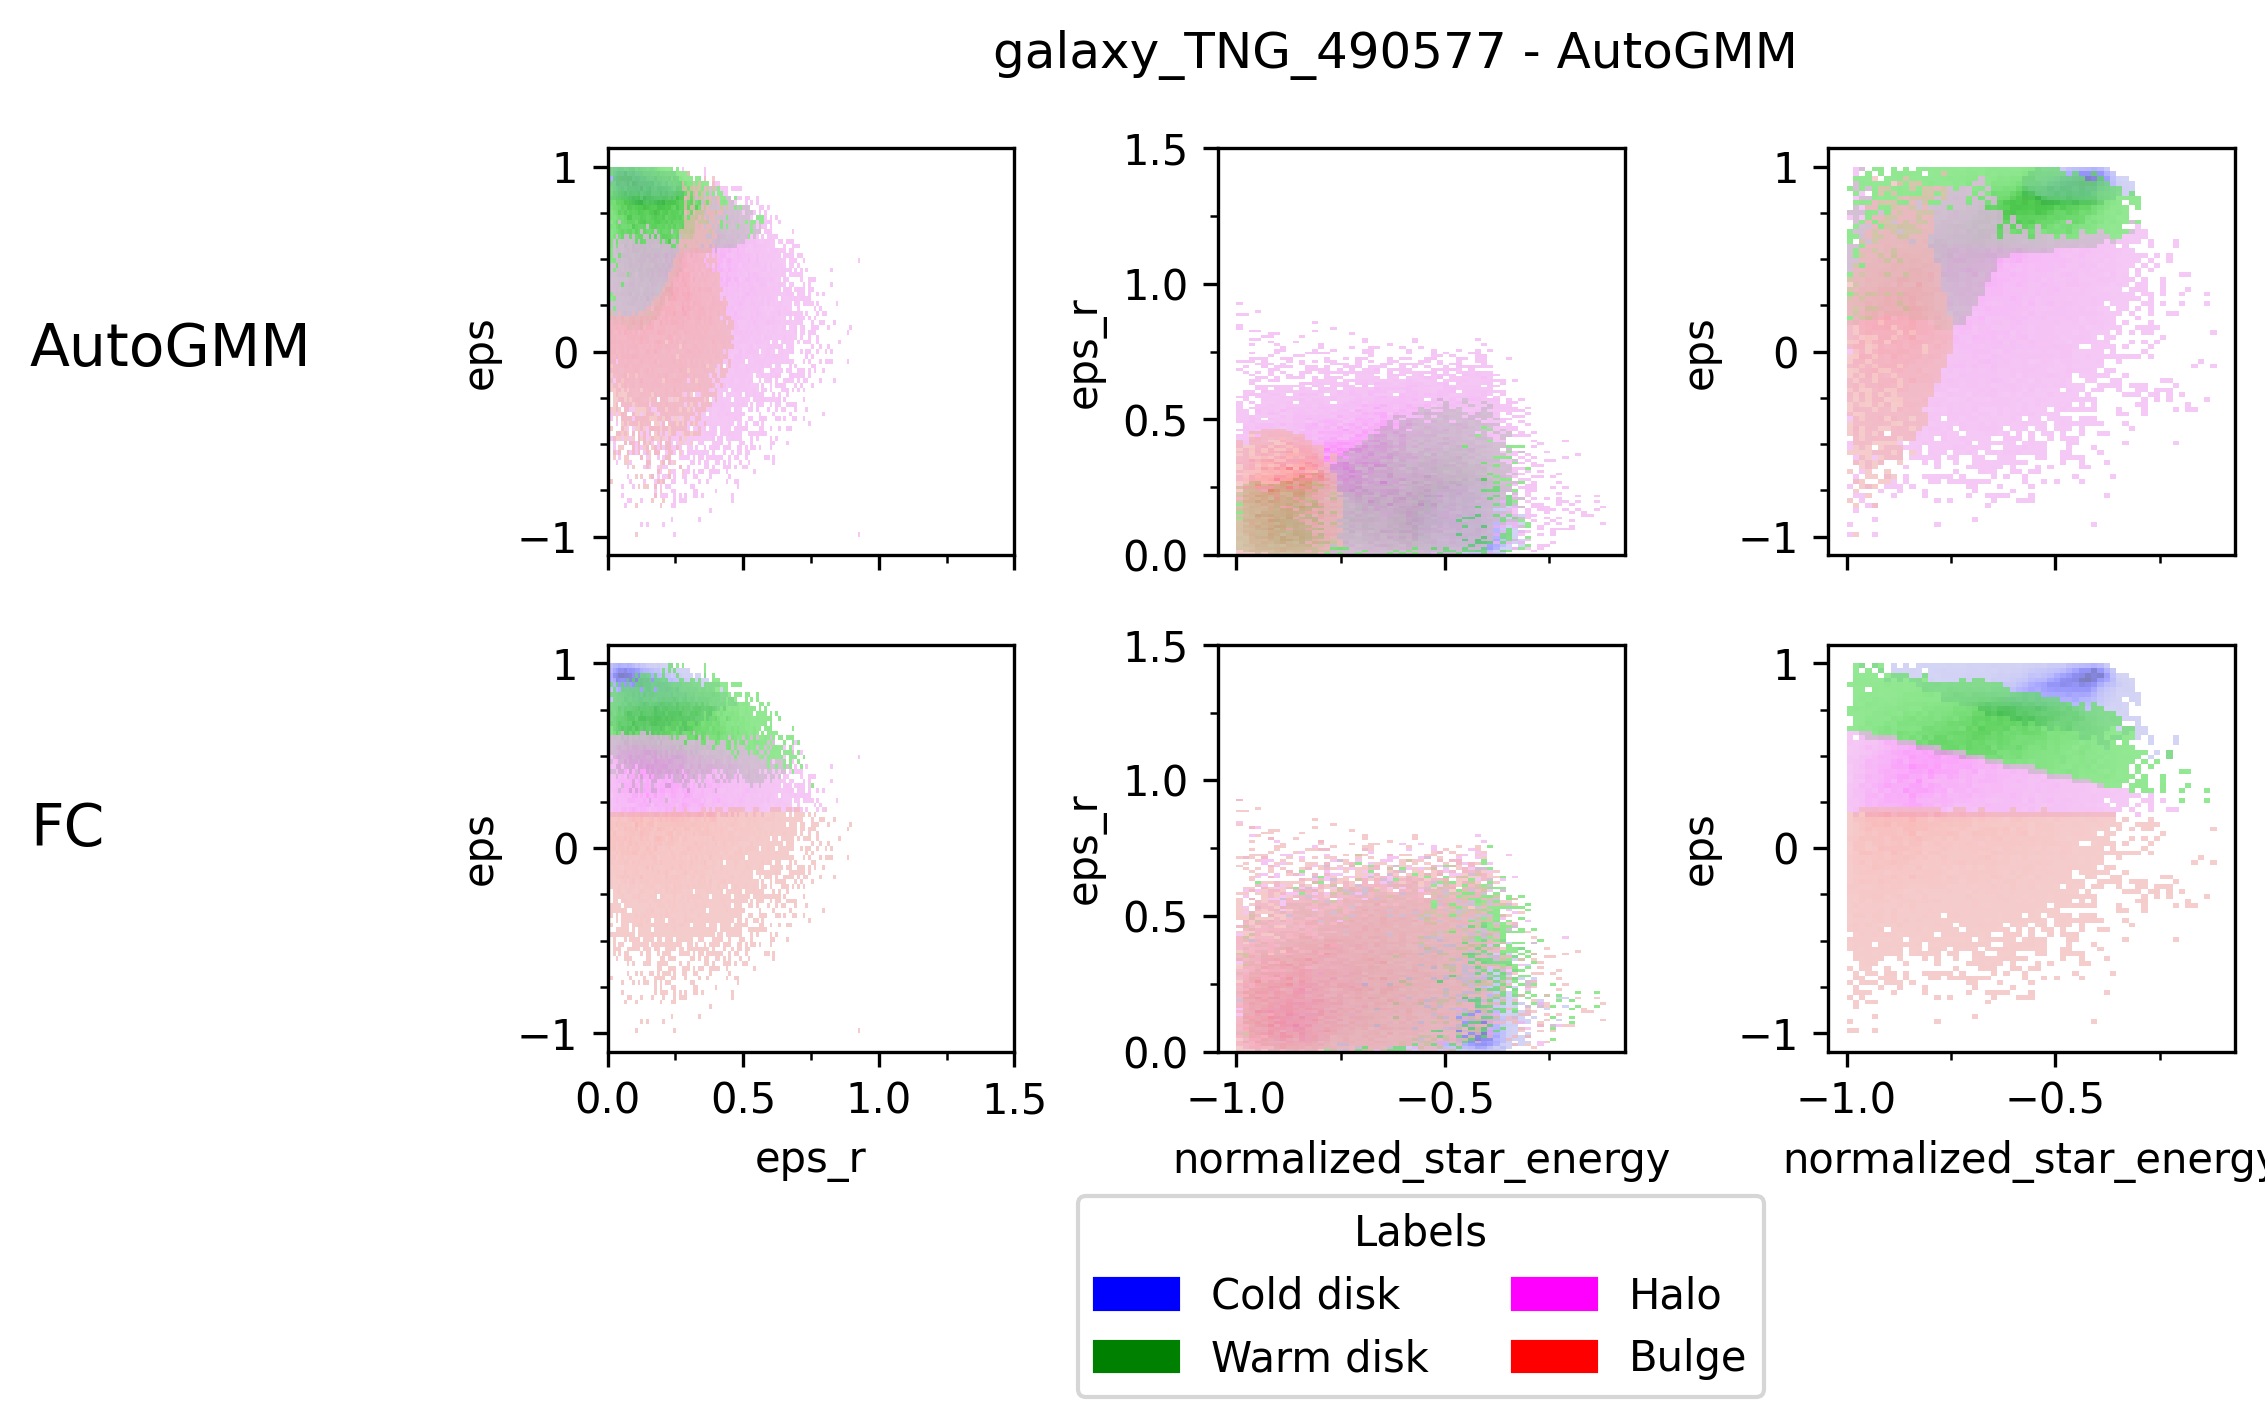 galaxy_TNG_490577 - AutoGMM
AutoGMM
eps
1
0
−1
eps_r
1.5
1.0
0.5
0.0
eps
1
0
−1
FC
eps
1
0
−1
0.0 0.5 1.0 1.5
eps_r
eps_r
1.5
1.0
0.5
0.0
−1.0 −0.5
normalized_star_energy
eps
1
0
−1
−1.0 −0.5
normalized_star_energy
Labels
Cold disk Halo
Warm disk Bulge